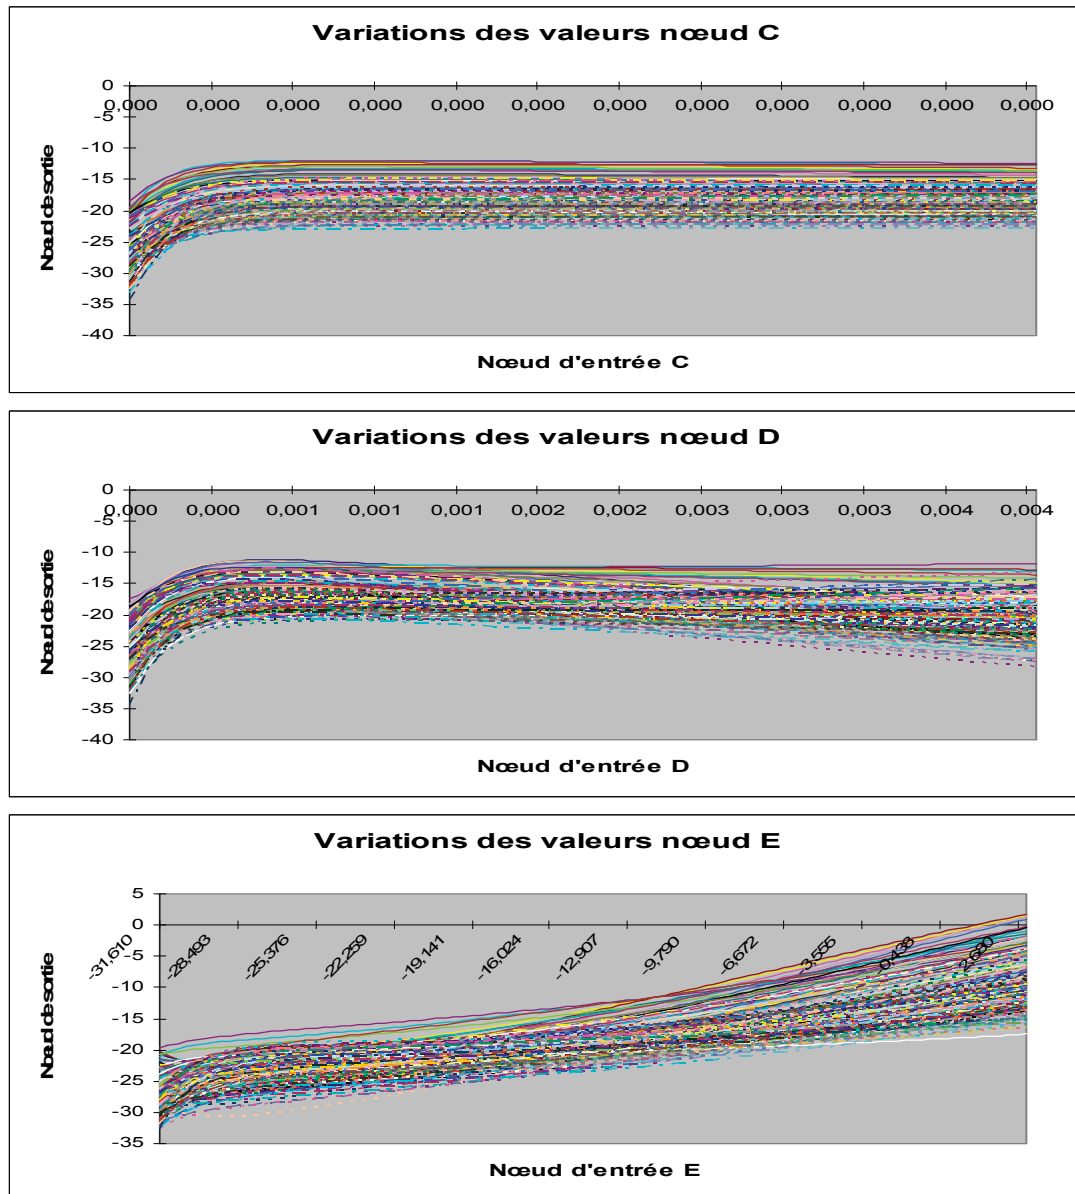 Variations des valeurs nœud C
0
0,000 0,000 0,000 0,000 0,000 0,000 0,000 0,000 0,000 0,000 0,000 0,000
-5
-10
-15
-20
-25
-30
-35
-40
Nœud de sortie
Nœud d'entrée C
Variations des valeurs nœud D
0
0,000 0,000 0,001 0,001 0,001 0,002 0,002 0,003 0,003 0,003 0,004 0,004
-5
-10
-15
-20
-25
-30
-35
-40
Nœud de sortie
Nœud d'entrée D
Variations des valeurs nœud E
5
0
-5
-10
-15
-20
-25
-30
-35
-31,610 -28,493 -25,376 -22,259 -19,141 -16,024 -12,907 -9,790 -6,672 -3,555 -0,438 2,680
Nœud de sortie
Nœud d'entrée E